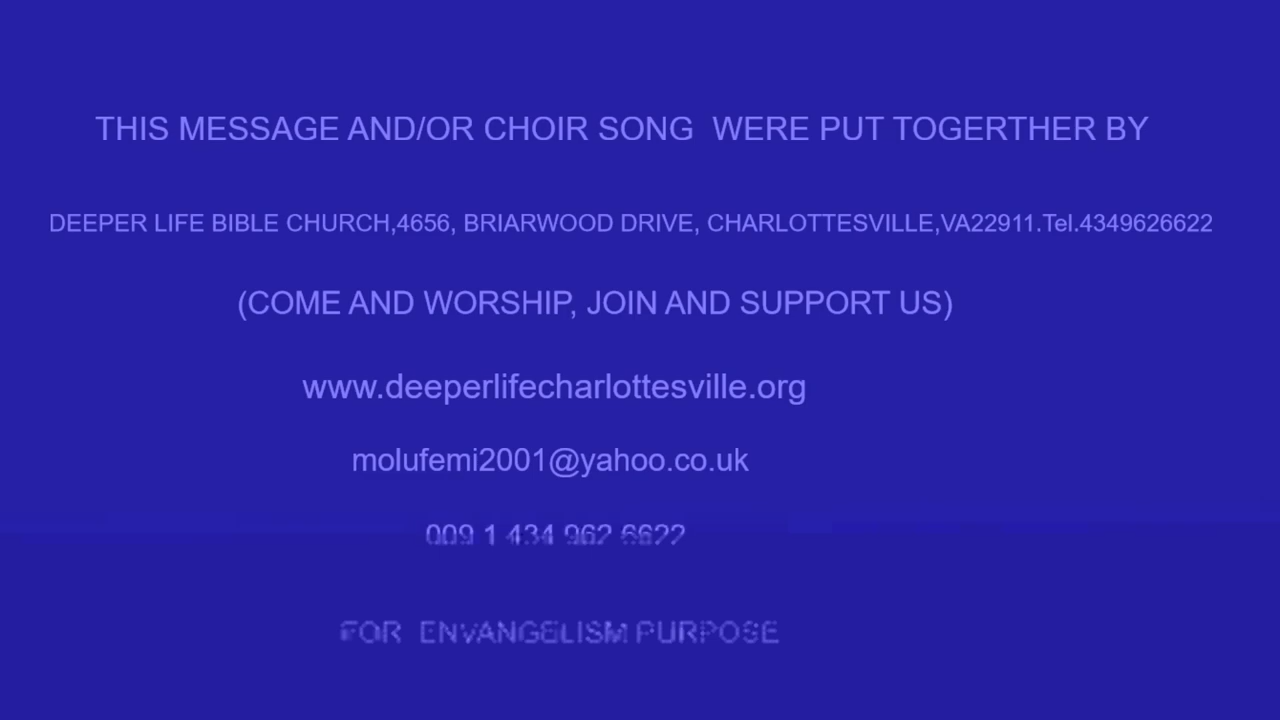 THIS MESSAGE AND/OR CHOIR SONG  WERE PUT TOGERTHER BY
DEEPER LIFE BIBLE CHURCH,4656, BRIARWOOD DRIVE, CHARLOTTESVILLE,VA22911.Tel.4349626622
(COME AND WORSHIP, JOIN AND SUPPORT US)
www.deeperlifecharlottesville.org
molufemi2001@yahoo.co.uk
009 1 434 962 6622
FOR  ENVANGELISM PURPOSE